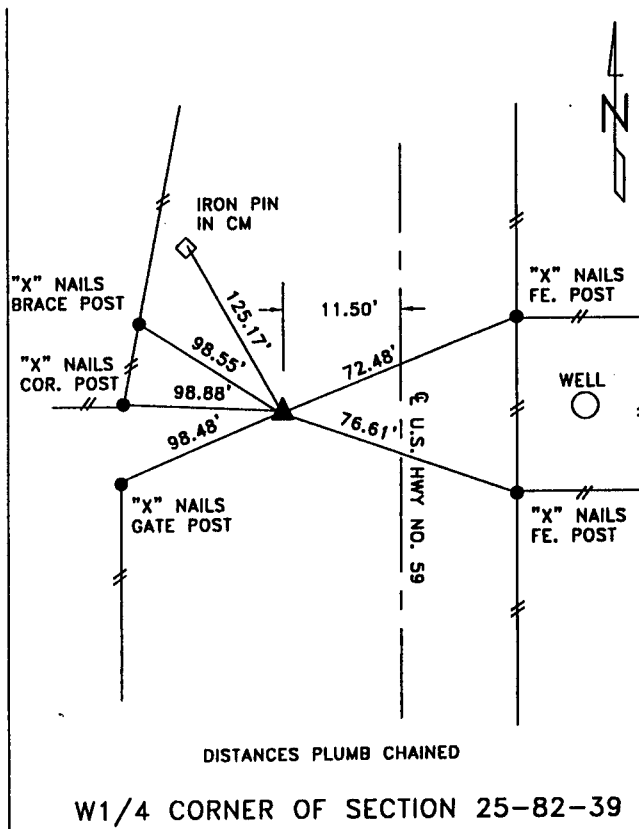 N
IRON PIN
IN CM
"X" NAILS
BRACE POST
125.17'
11.50'
"X" NAILS
FE. POST
98.55'
72.48'
"X" NAILS
COR. POST
98.88'
WELL
98.48'
76.61'
℄ U.S. HWY NO. 59
"X" NAILS
GATE POST
"X" NAILS
FE. POST
DISTANCES PLUMB CHAINED
W1/4 CORNER OF SECTION 25-82-39